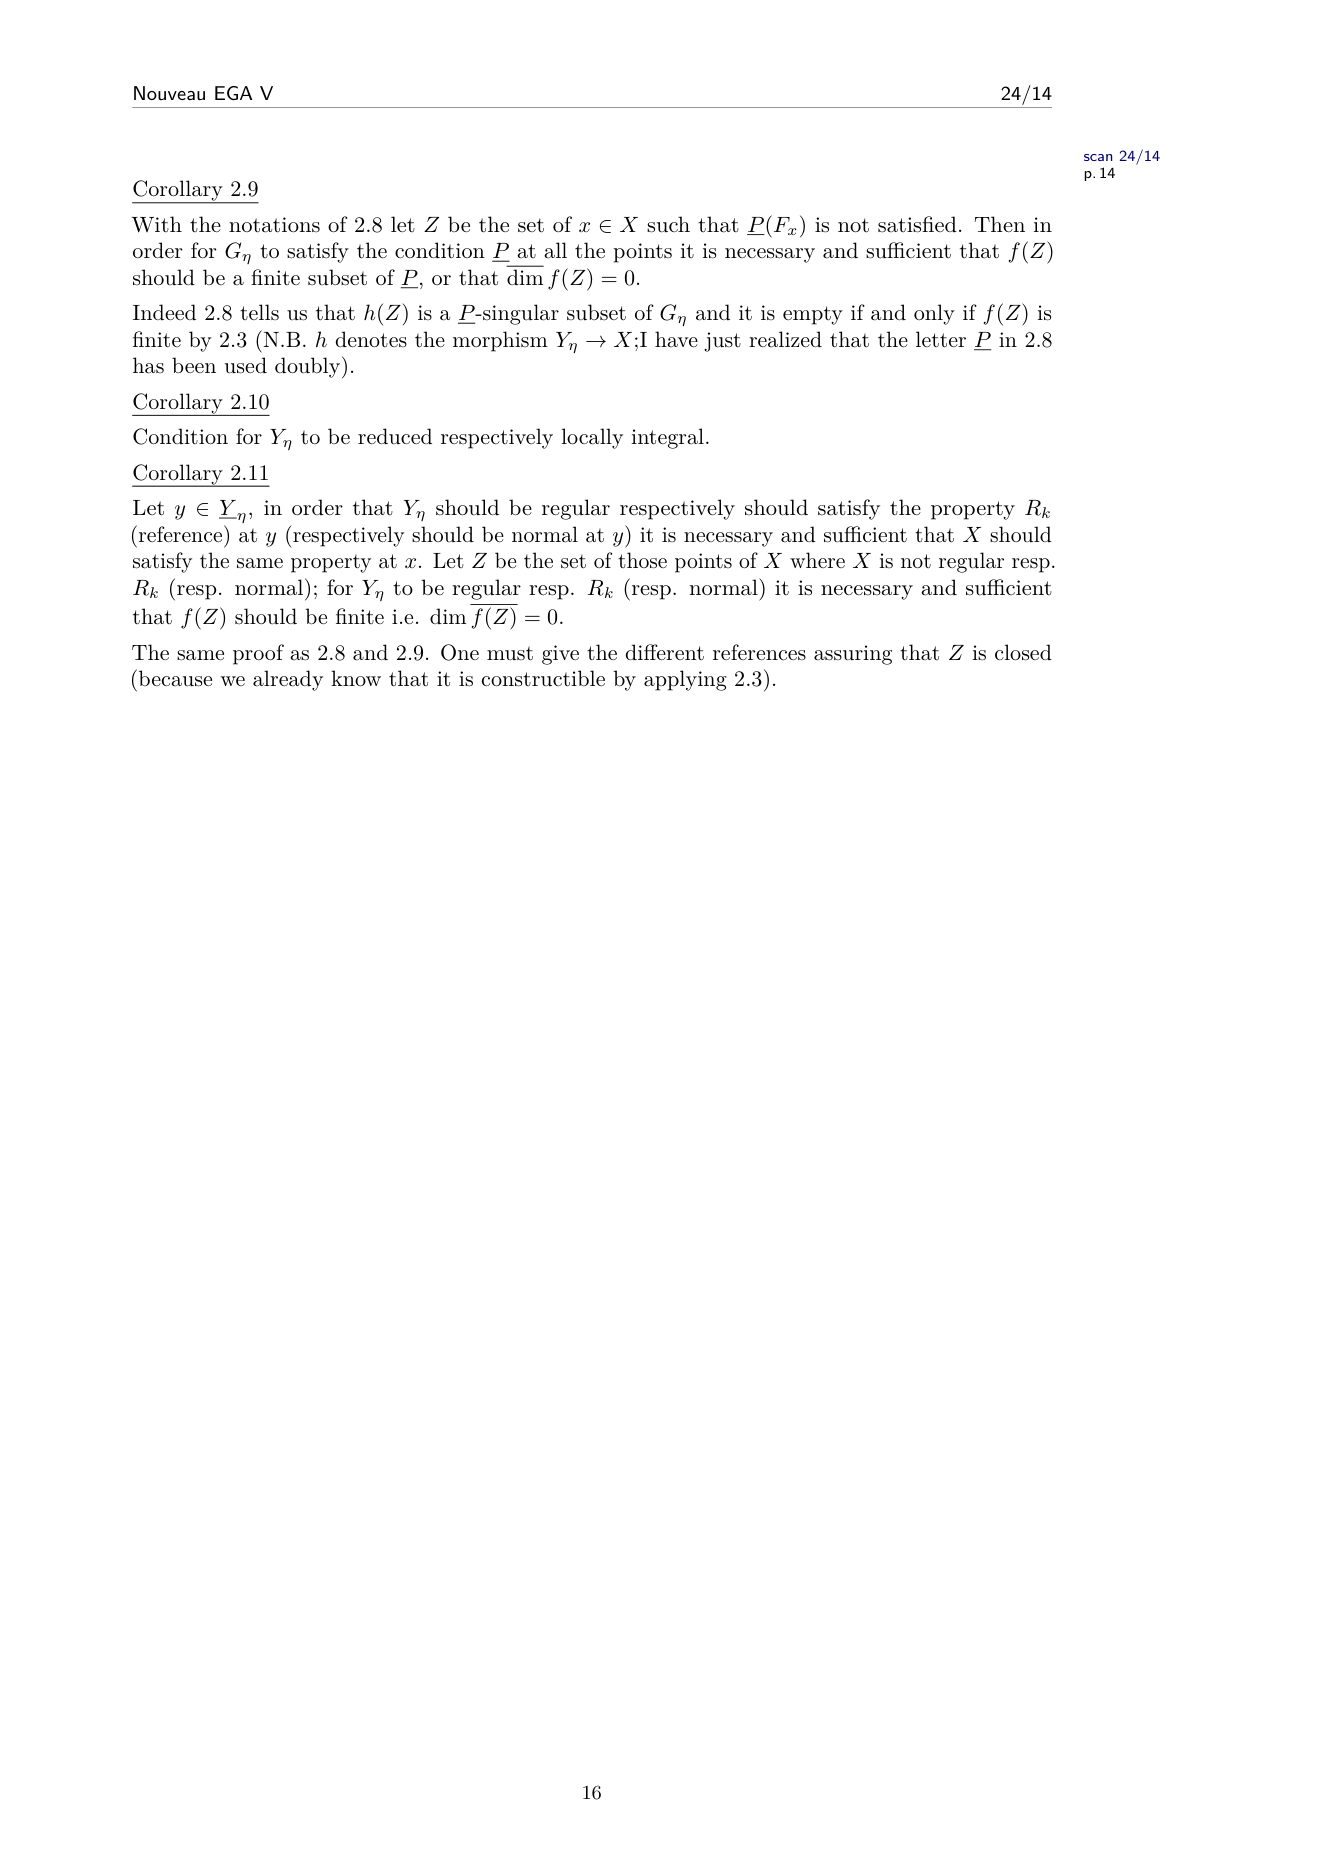 Nouveau EGA V 24/14
scan 24/14
p. 14
Corollary 2.9
With the notations of 2.8 let Z be the set of x ∈ X such that P(Fₓ) is not satisfied. Then in
order for G_η to satisfy the condition P at all the points it is necessary and sufficient that f(Z)
should be a finite subset of P, or that \overline{dim} f(Z) = 0.
Indeed 2.8 tells us that h(Z) is a P-singular subset of G_η and it is empty if and only if f(Z) is
finite by 2.3 (N.B. h denotes the morphism Y_η → X;I have just realized that the letter P in 2.8
has been used doubly).
Corollary 2.10
Condition for Y_η to be reduced respectively locally integral.
Corollary 2.11
Let y ∈ Y_η, in order that Y_η should be regular respectively should satisfy the property R_k
(reference) at y (respectively should be normal at y) it is necessary and sufficient that X should
satisfy the same property at x. Let Z be the set of those points of X where X is not regular resp.
R_k (resp. normal); for Y_η to be regular resp. R_k (resp. normal) it is necessary and sufficient
that f(Z) should be finite i.e. dim \overline{f(Z)} = 0.
The same proof as 2.8 and 2.9. One must give the different references assuring that Z is closed
(because we already know that it is constructible by applying 2.3).
16